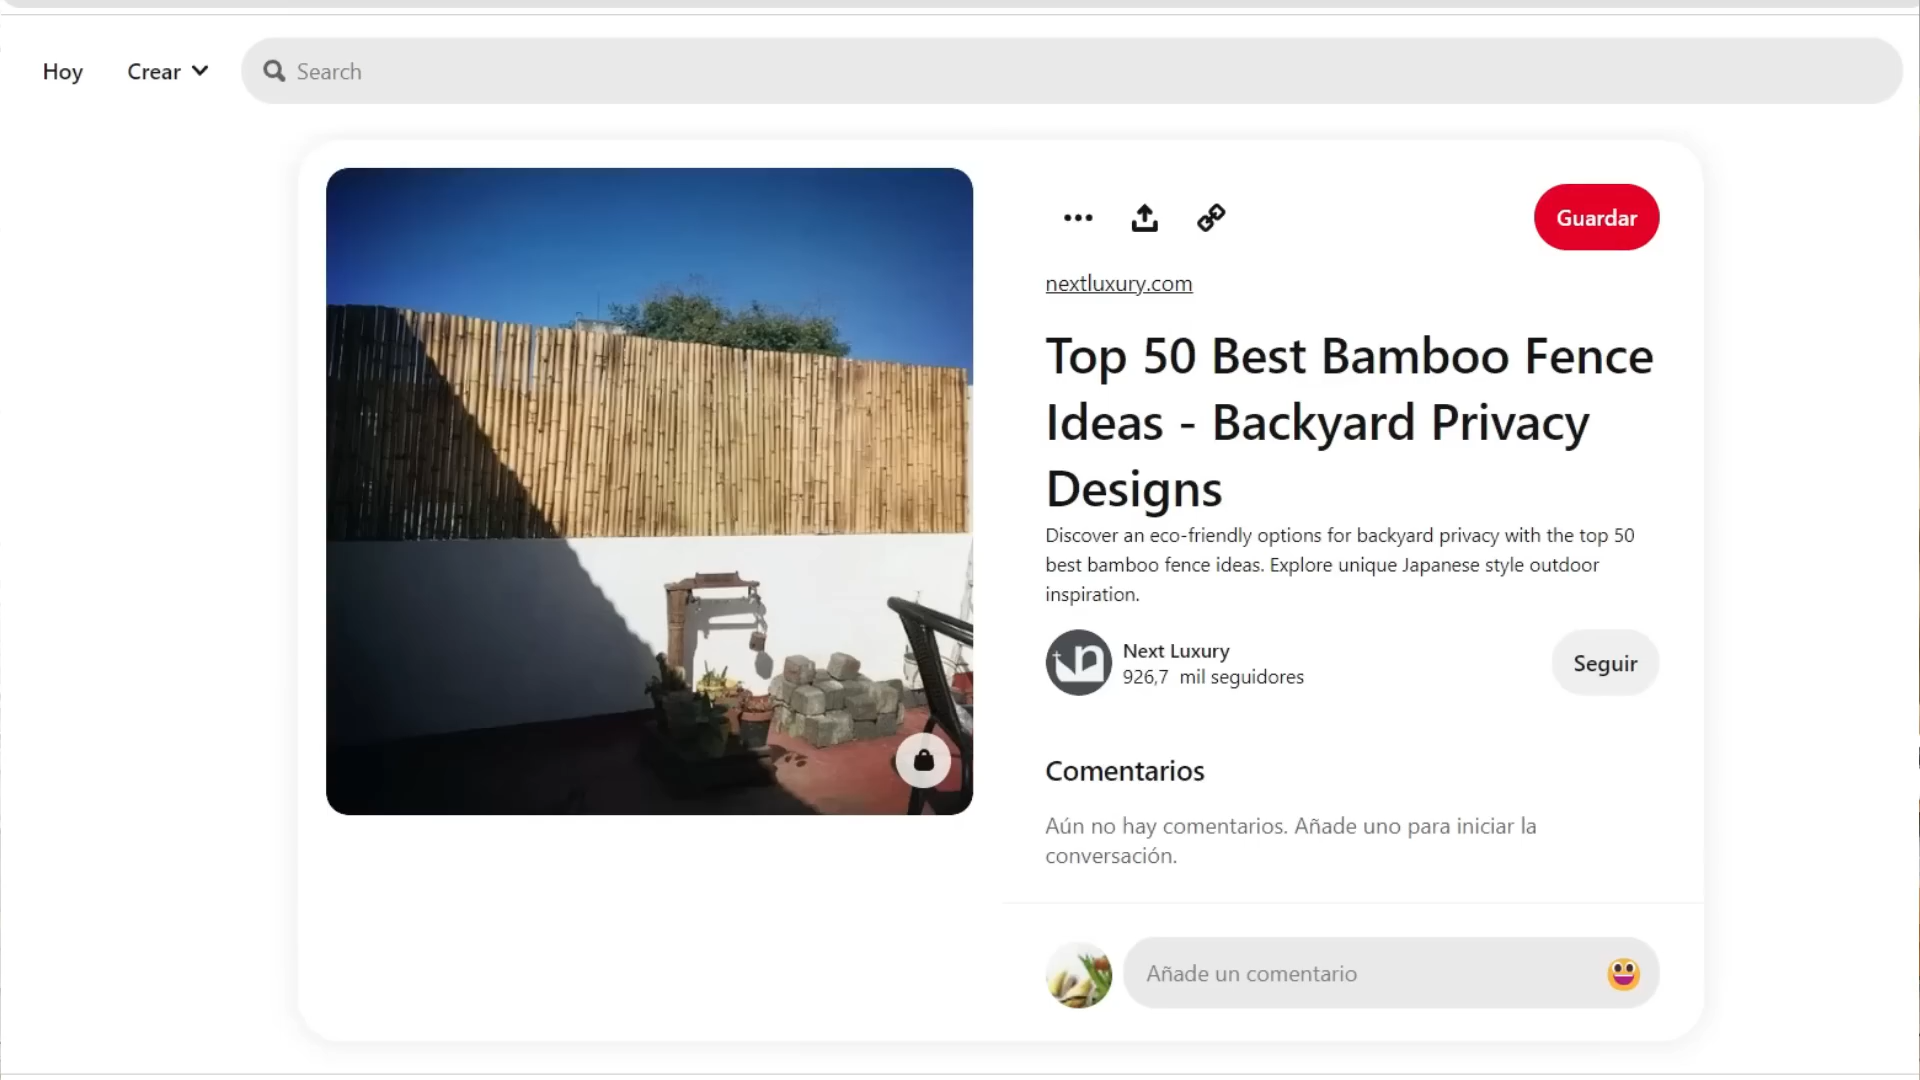 Hoy
Crear
Search
Guardar
nextluxury.com
Top 50 Best Bamboo Fence
Ideas - Backyard Privacy
Designs
Discover an eco-friendly options for backyard privacy with the top 50
best bamboo fence ideas. Explore unique Japanese style outdoor
inspiration.
Next Luxury
926,7 mil seguidores
Seguir
Comentarios
Aún no hay comentarios. Añade uno para iniciar la
conversación.
Añade un comentario